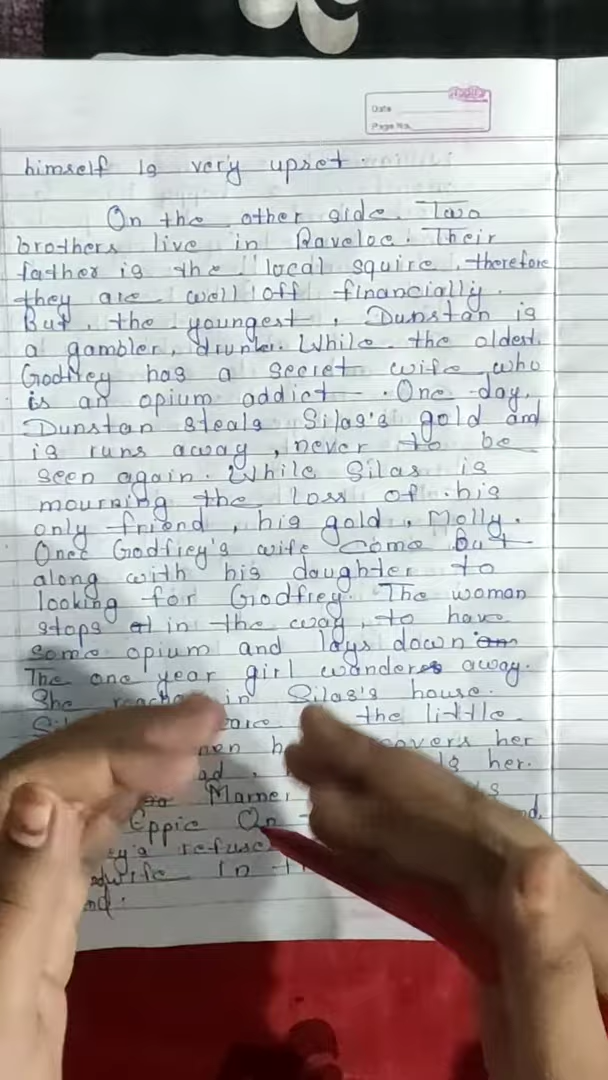 Date
Page No.
himself is very upset.
On the other side. Two
brothers live in Raveloe. Their
father is the local squire, therefore
they are well off financially.
But, the youngest, Dunstan is
a gambler, drunker. While the oldest,
Godfrey has a secret wife who
is an opium addict. One day,
Dunstan steals Silas's gold and
is runs away, never to be
seen again. While Silas is
mourning the loss of his
only friend, his gold, Molly.
Once Godfrey's wife come but
along with his daughter to
looking for Godfrey. The woman
stops in the way, to have
some opium and lays down
The one year girl wanders away.
She in Silas's house.
the little
her
her.
Eppie On
refuse
wife in